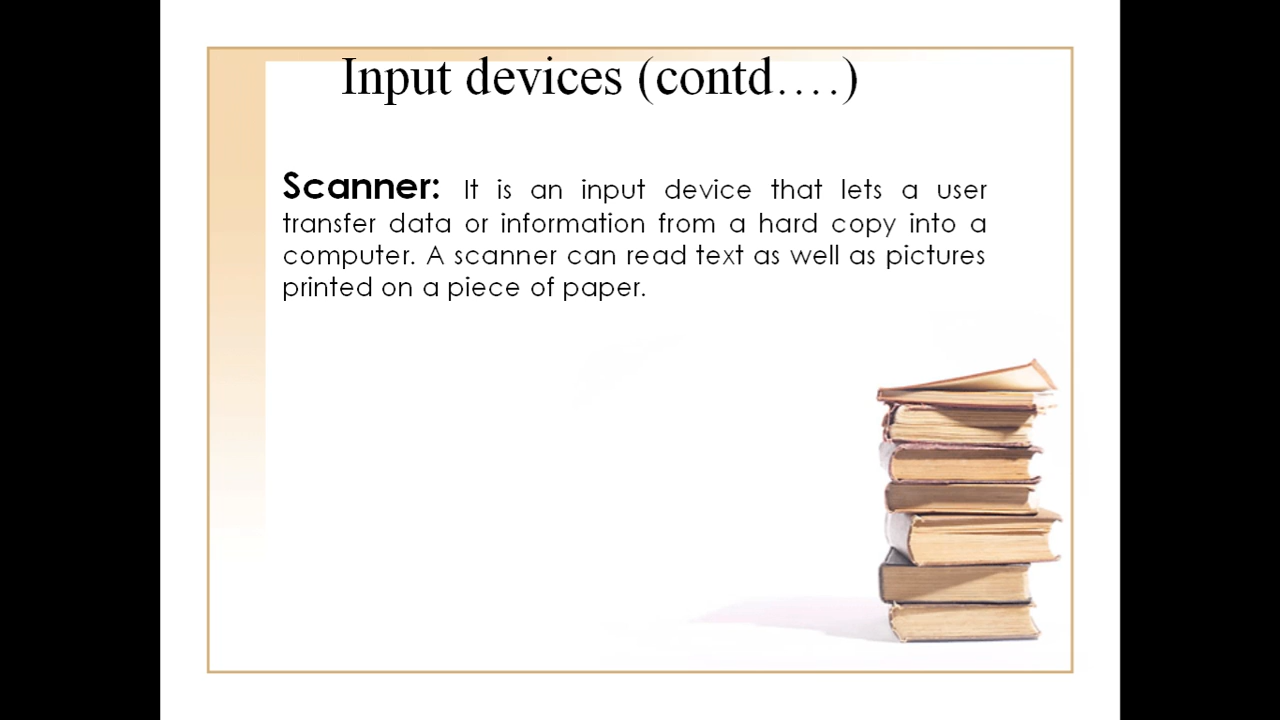 Input devices (contd….)
Scanner: It is an input device that lets a user
transfer data or information from a hard copy into a
computer. A scanner can read text as well as pictures
printed on a piece of paper.